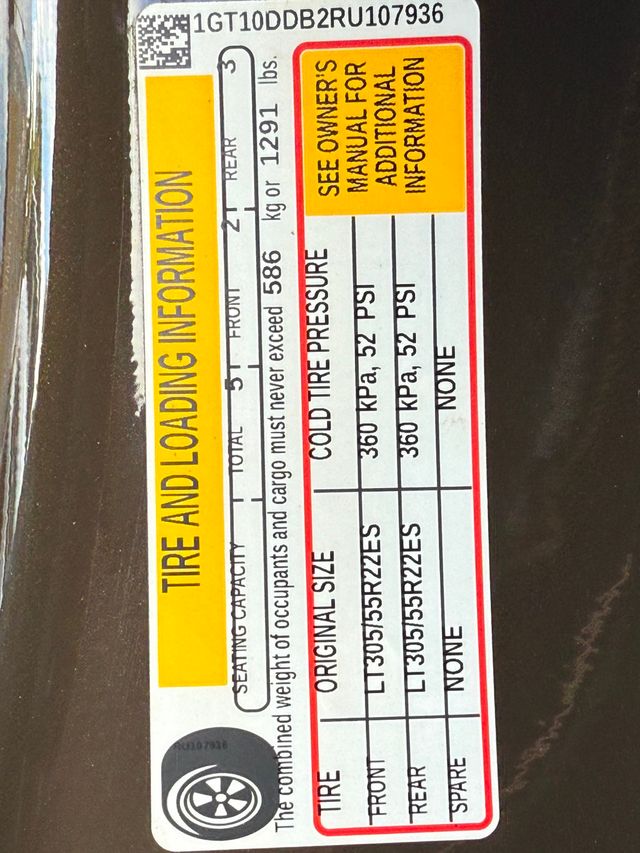 1GT10DDB2RU107936
TIRE AND LOADING INFORMATION
SEATING CAPACITY TOTAL 5 FRONT 2 REAR 3
The combined weight of occupants and cargo must never exceed 586 kg or 1291 lbs.
TIRE ORIGINAL SIZE COLD TIRE PRESSURE
FRONT LT305/55R22ES 360 kPa, 52 PSI
REAR LT305/55R22ES 360 kPa, 52 PSI
SPARE NONE NONE
SEE OWNER'S
MANUAL FOR
ADDITIONAL
INFORMATION
RU107936